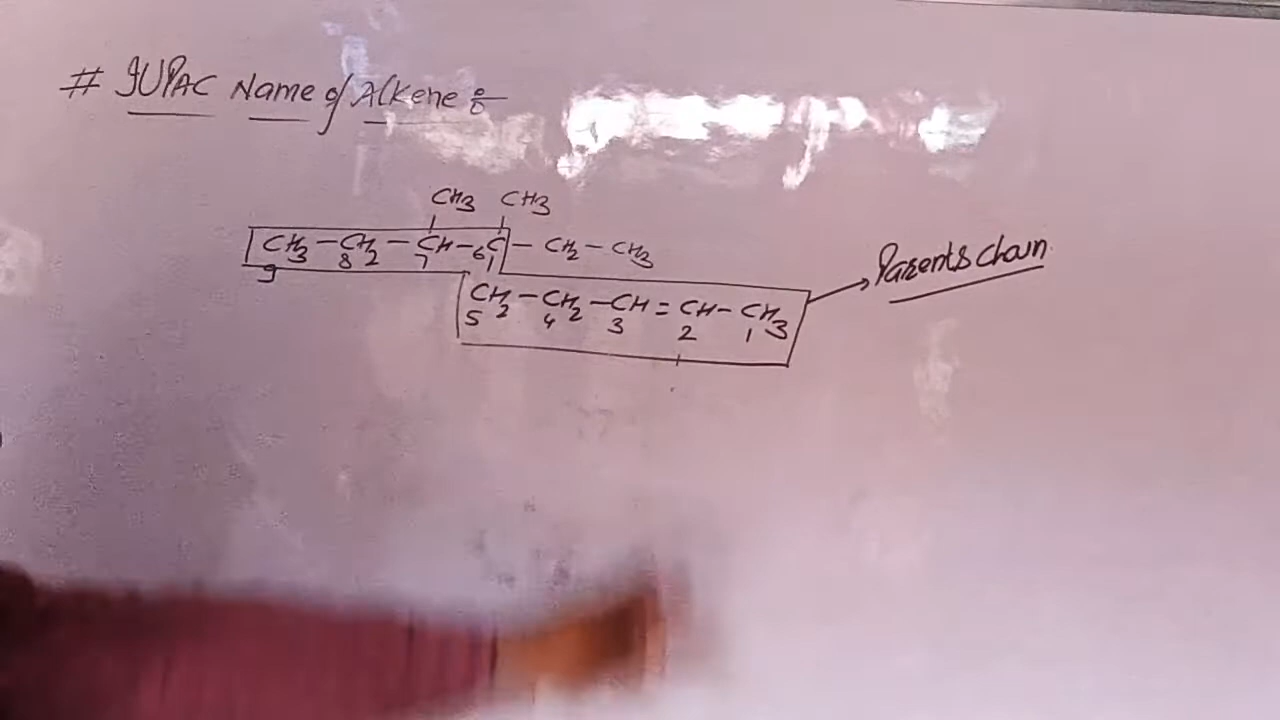 # IUPAC Name of Alkene :-
CH3 CH3
CH3 - CH2 - CH - C - CH2 - CH3
9 8 7 6
CH2 - CH2 - CH = CH - CH3
5 4 3 2 1
Parents chain